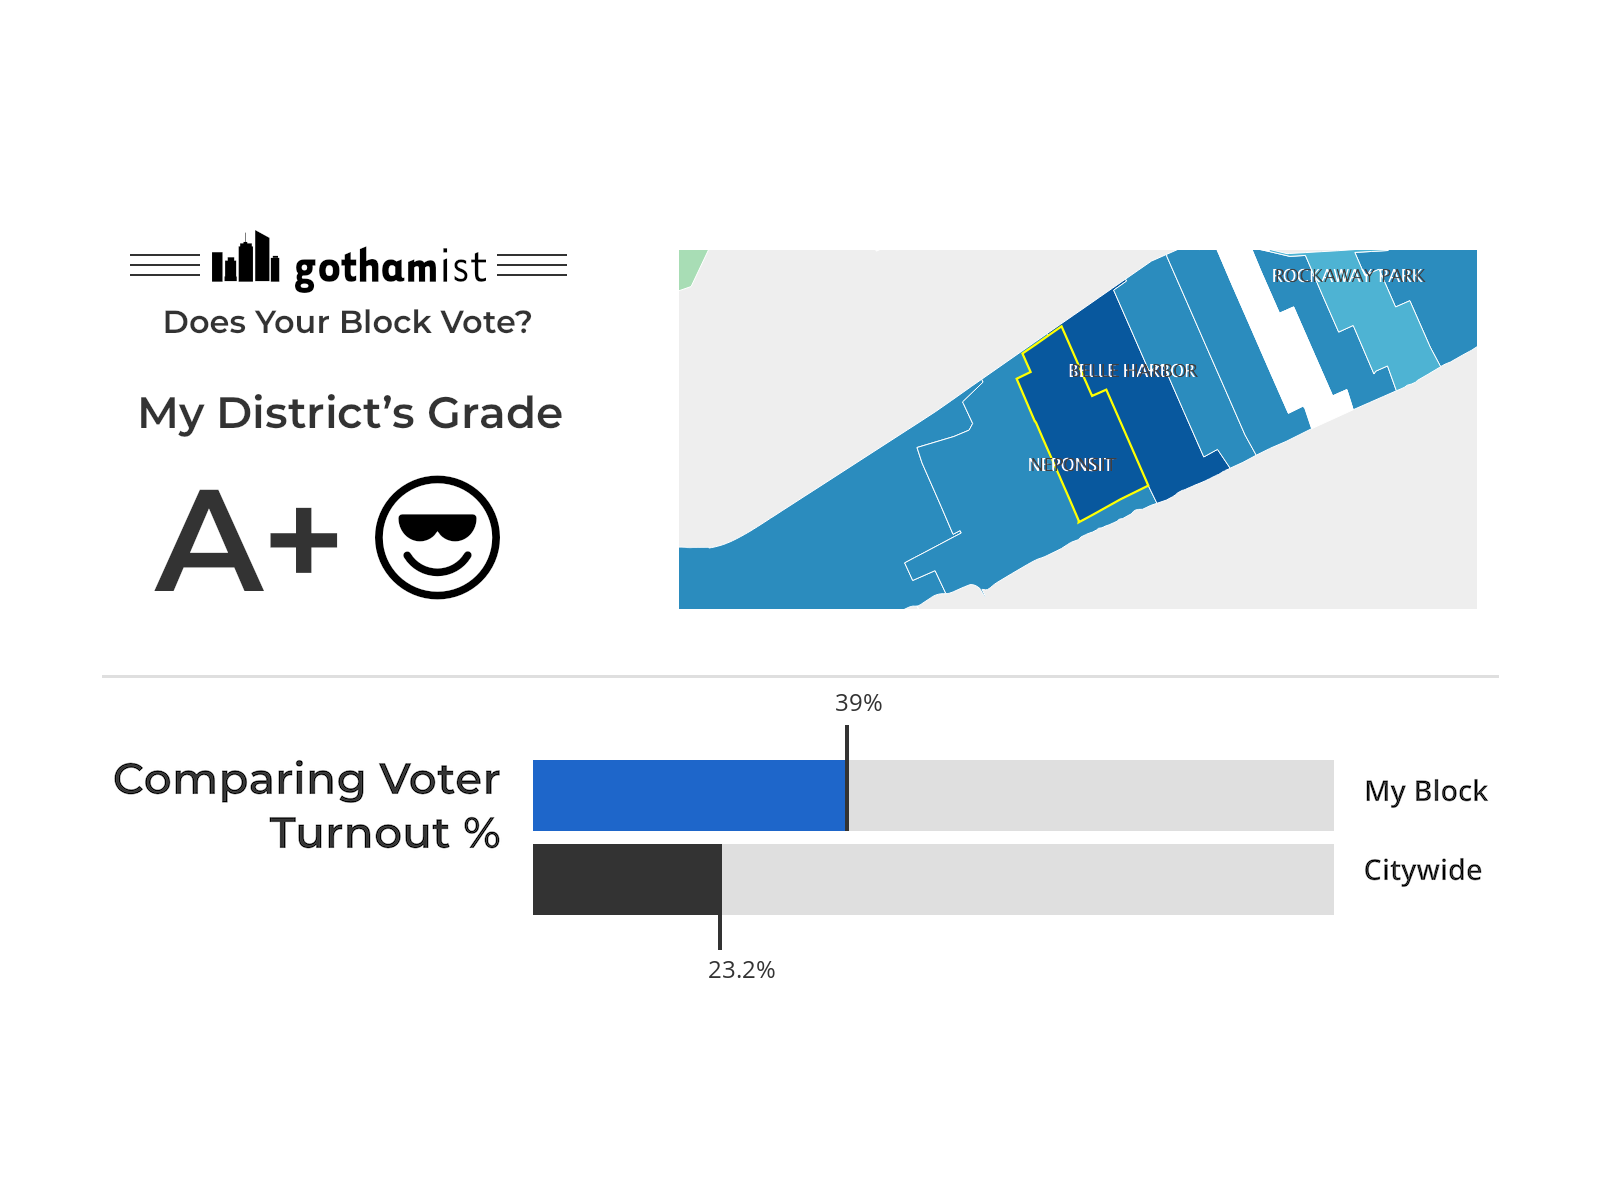 gothamist
Does Your Block Vote?
My District’s Grade
A+
ROCKAWAY PARK
BELLE HARBOR
NEPONSIT
Comparing Voter
Turnout %
39%
My Block
Citywide
23.2%